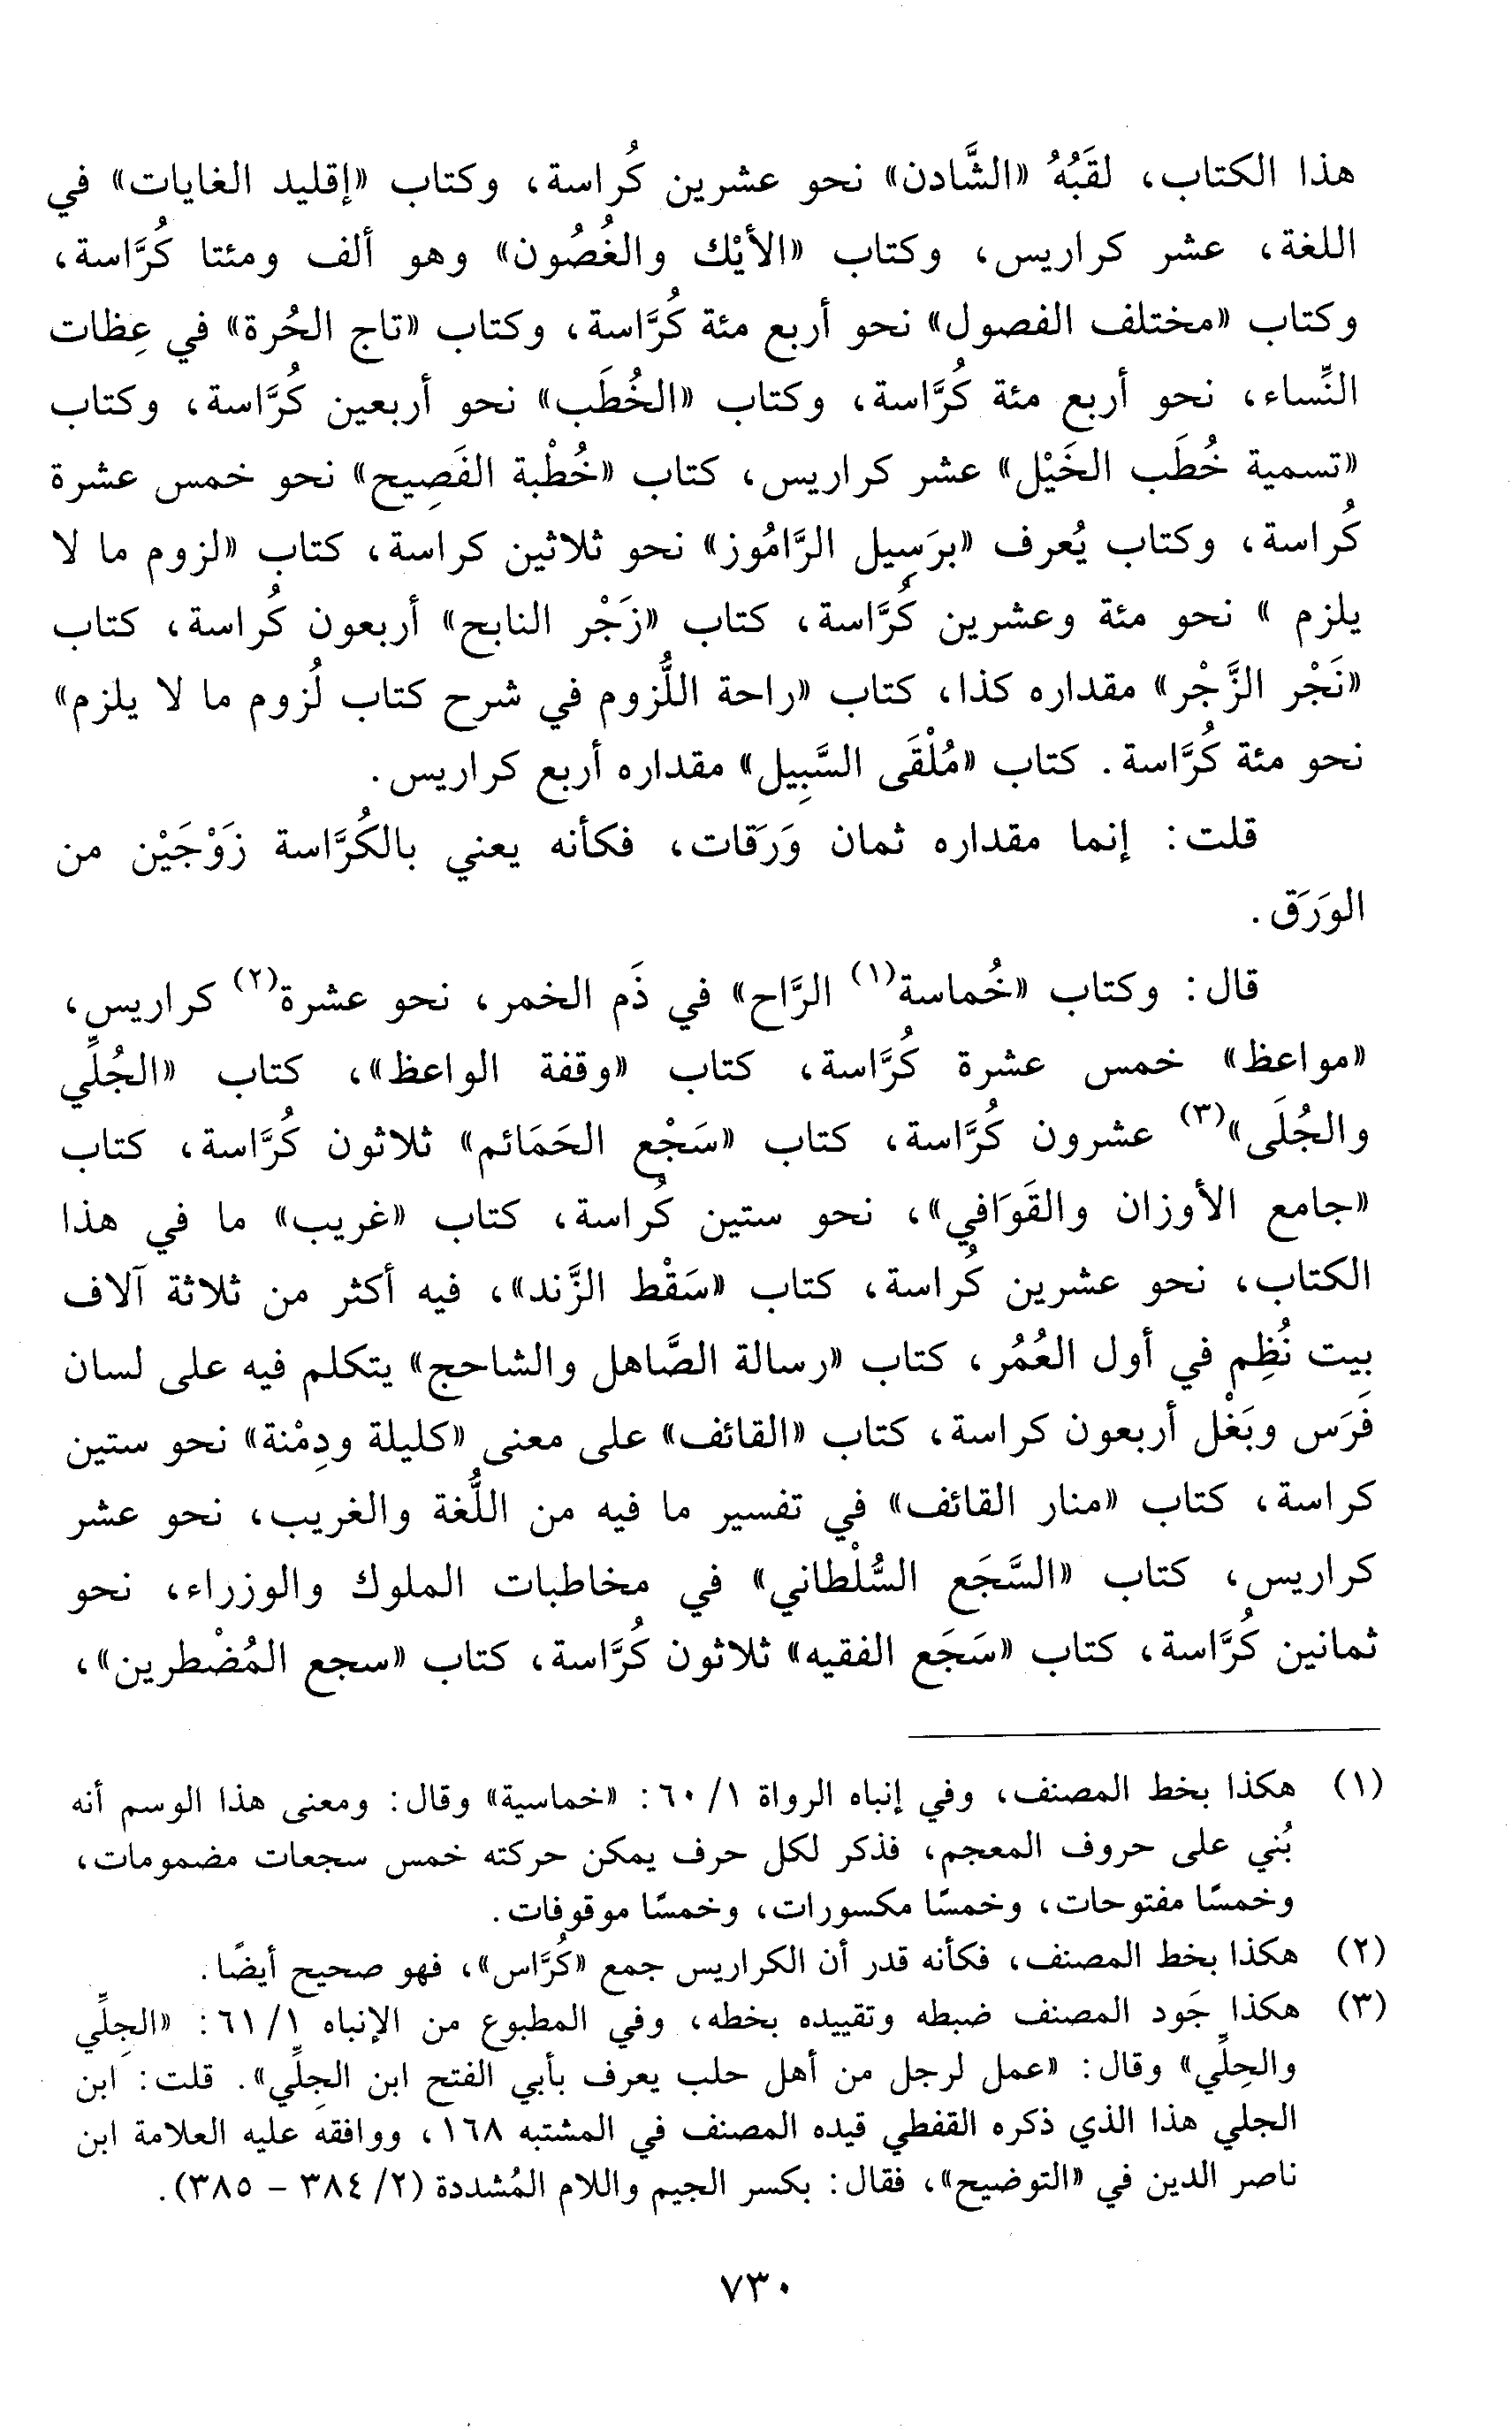 هذا الكتاب، لقَبُهُ «الشَّادن» نحو عشرين كُراسة، وكتاب «إقليد الغايات» في
اللغة، عشر كراريس، وكتاب «الأيْك والغُصُون» وهو ألف ومئتا كُرَّاسة،
وكتاب «مختلف الفصول» نحو أربع مئة كُرَّاسة، وكتاب «تاج الحُرة» في عِظات
النِّساء، نحو أربع مئة كُرَّاسة، وكتاب «الخُطَب» نحو أربعين كُرَّاسة، وكتاب
«تسمية خُطَب الخَيْل» عشر كراريس، كتاب «خُطْبة الفَصِيح» نحو خمس عشرة
كُراسة، وكتاب يُعرف «برَسِيل الرَّامُوز» نحو ثلاثين كراسة، كتاب «لزوم ما لا
يلزم » نحو مئة وعشرين كُرَّاسة، كتاب «زَجْر النابح» أربعون كُراسة، كتاب
«نَجْر الزَّجْر» مقداره كذا، كتاب «راحة اللُّزوم في شرح كتاب لُزوم ما لا يلزم»
نحو مئة كُرَّاسة. كتاب «مُلْقَى السَّبِيل» مقداره أربع كراريس.
قلت: إنما مقداره ثمان وَرَقات، فكأنه يعني بالكُرَّاسة زَوْجَيْن من
الورَرَق.
قال: وكتاب «خُماسة(١) الرَّاح» في ذَم الخمر، نحو عشرة(٢) كراريس،
«مواعظ» خمس عشرة كُرَّاسة، كتاب «وقفة الواعظ»، كتاب «الجُلِّي
والجُلَى»(٣) عشرون كُرَّاسة، كتاب «سَجْع الحَمَائم» ثلاثون كُرَّاسة، كتاب
«جامع الأوزان والقَوَافي»، نحو ستين كُراسة، كتاب «غريب» ما في هذا
الكتاب، نحو عشرين كُراسة، كتاب «سَقْط الزَّند»، فيه أكثر من ثلاثة آلاف
بيت نُظِم في أول العُمُر، كتاب «رسالة الصَّاهل والشاحج» يتكلم فيه على لسان
فَرَس وبَغْل أربعون كراسة، كتاب «القائف» على معنى «كليلة ودِمْنة» نحو ستين
كراسة، كتاب «منار القائف» في تفسير ما فيه من اللُّغة والغريب، نحو عشر
كراريس، كتاب «السَّجَع السُّلْطاني» في مخاطبات الملوك والوزراء، نحو
ثمانين كُرَّاسة، كتاب «سَجَع الفقيه» ثلاثون كُرَّاسة، كتاب «سجع المُضْطرين»،
(١) هكذا بخط المصنف، وفي إنباه الرواة ١/ ٦٠: «خماسية» وقال: ومعنى هذا الوسم أنه
بُني على حروف المعجم، فذكر لكل حرف يمكن حركته خمس سجعات مضمومات،
وخمسًا مفتوحات، وخمسًا مكسورات، وخمسًا موقوفات.
(٢) هكذا بخط المصنف، فكأنه قدر أن الكراريس جمع «كُرَّاس»، فهو صحيح أيضًا.
(٣) هكذا جَود المصنف ضبطه وتقييده بخطه، وفي المطبوع من الإنباه ١/ ٦١: «الجِلِّي
والحِلِّي» وقال: «عمل لرجل من أهل حلب يعرف بأبي الفتح ابن الجِلِّي». قلت: ابن
الجلي هذا الذي ذكره القفطي قيده المصنف في المشتبه ١٦٨، ووافقه عليه العلامة ابن
ناصر الدين في «التوضيح»، فقال: بكسر الجيم واللام المُشددة (٢/ ٣٨٤ - ٣٨٥).
٧٣٠